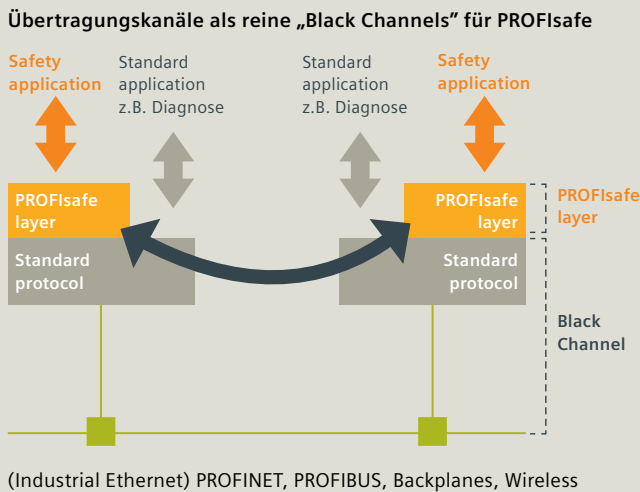 Übertragungskanäle als reine „Black Channels” für PROFIsafe
Safety
application
Standard
application
z.B. Diagnose
Standard
application
z.B. Diagnose
Safety
application
PROFIsafe
layer
PROFIsafe
layer
PROFIsafe
layer
Standard
protocol
Standard
protocol
Black
Channel
(Industrial Ethernet) PROFINET, PROFIBUS, Backplanes, Wireless